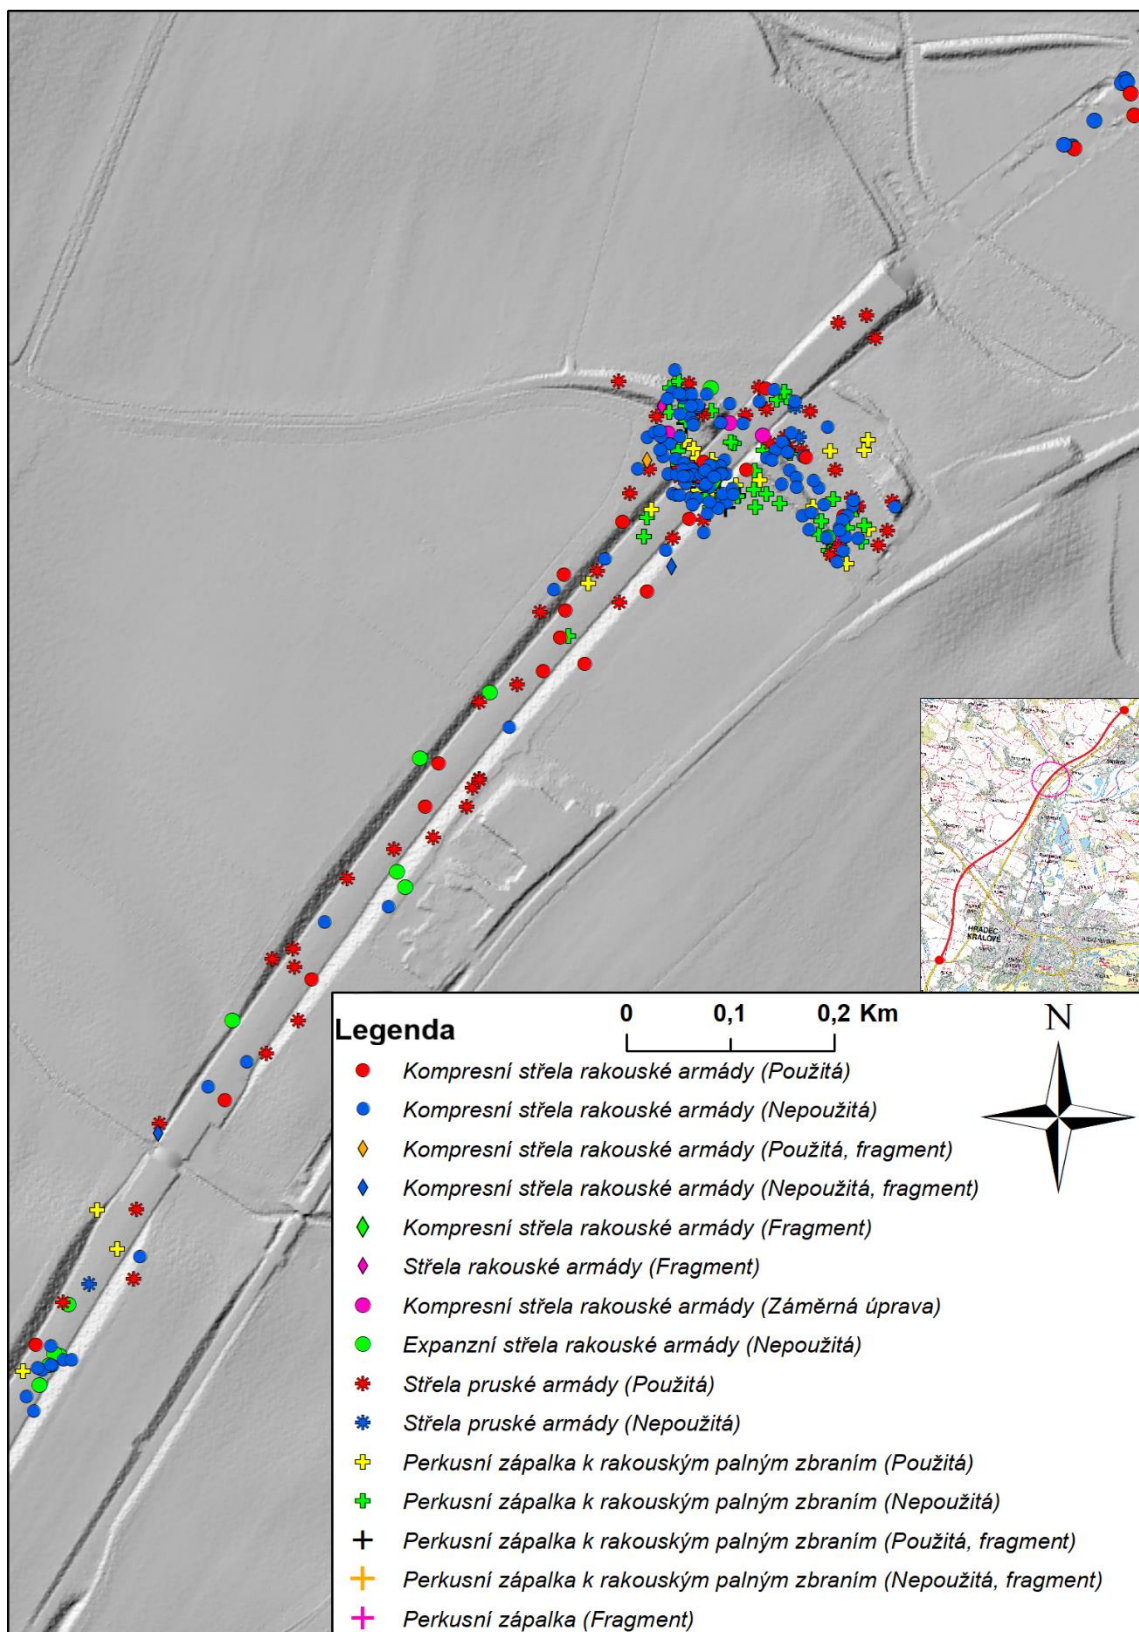 HRADEC
KRÁLOVÉ
0 0,1 0,2 Km
N
Legenda
Kompresní střela rakouské armády (Použitá)
Kompresní střela rakouské armády (Nepoužitá)
Kompresní střela rakouské armády (Použitá, fragment)
Kompresní střela rakouské armády (Nepoužitá, fragment)
Kompresní střela rakouské armády (Fragment)
Střela rakouské armády (Fragment)
Kompresní střela rakouské armády (Záměrná úprava)
Expanzní střela rakouské armády (Nepoužitá)
Střela pruské armády (Použitá)
Střela pruské armády (Nepoužitá)
Perkusní zápalka k rakouským palným zbraním (Použitá)
Perkusní zápalka k rakouským palným zbraním (Nepoužitá)
Perkusní zápalka k rakouským palným zbraním (Použitá, fragment)
Perkusní zápalka k rakouským palným zbraním (Nepoužitá, fragment)
Perkusní zápalka (Fragment)